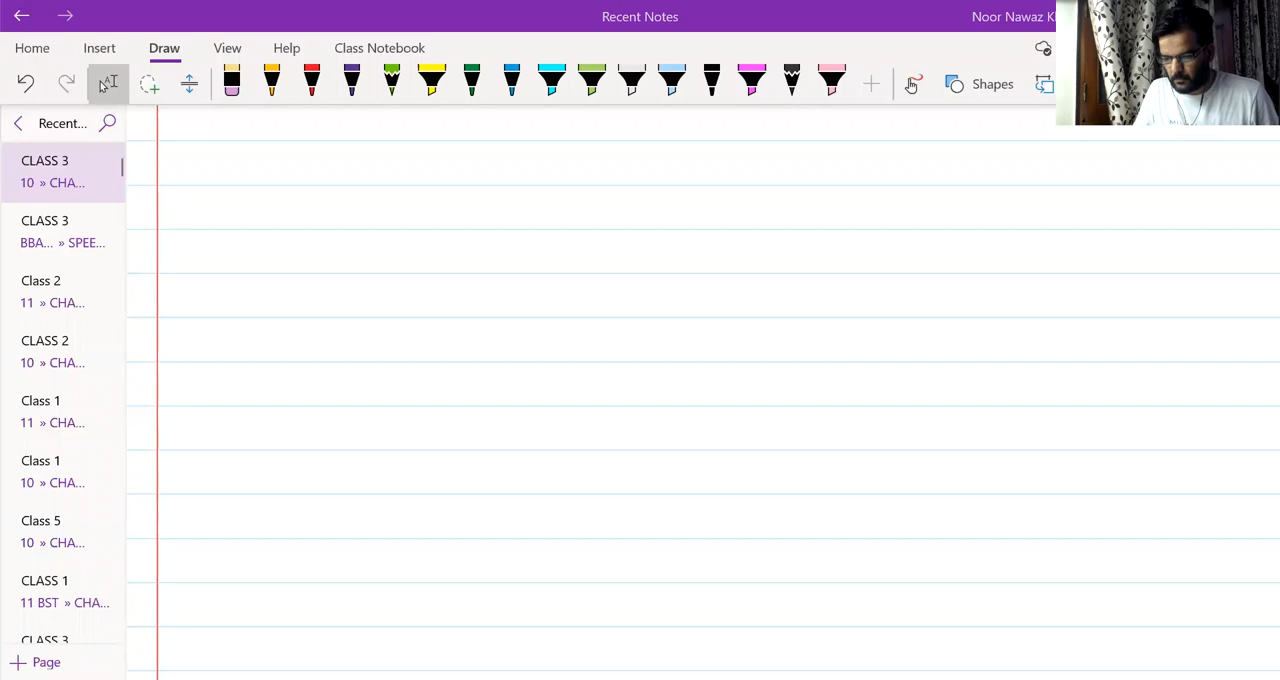 Recent Notes
Noor Nawaz K
Home Insert Draw View Help Class Notebook
Shapes
Recent...
CLASS 3
10 » CHA...
CLASS 3
BBA... » SPEE...
Class 2
11 » CHA...
CLASS 2
10 » CHA...
Class 1
11 » CHA...
Class 1
10 » CHA...
Class 5
10 » CHA...
CLASS 1
11 BST » CHA...
CLASS 3
Page